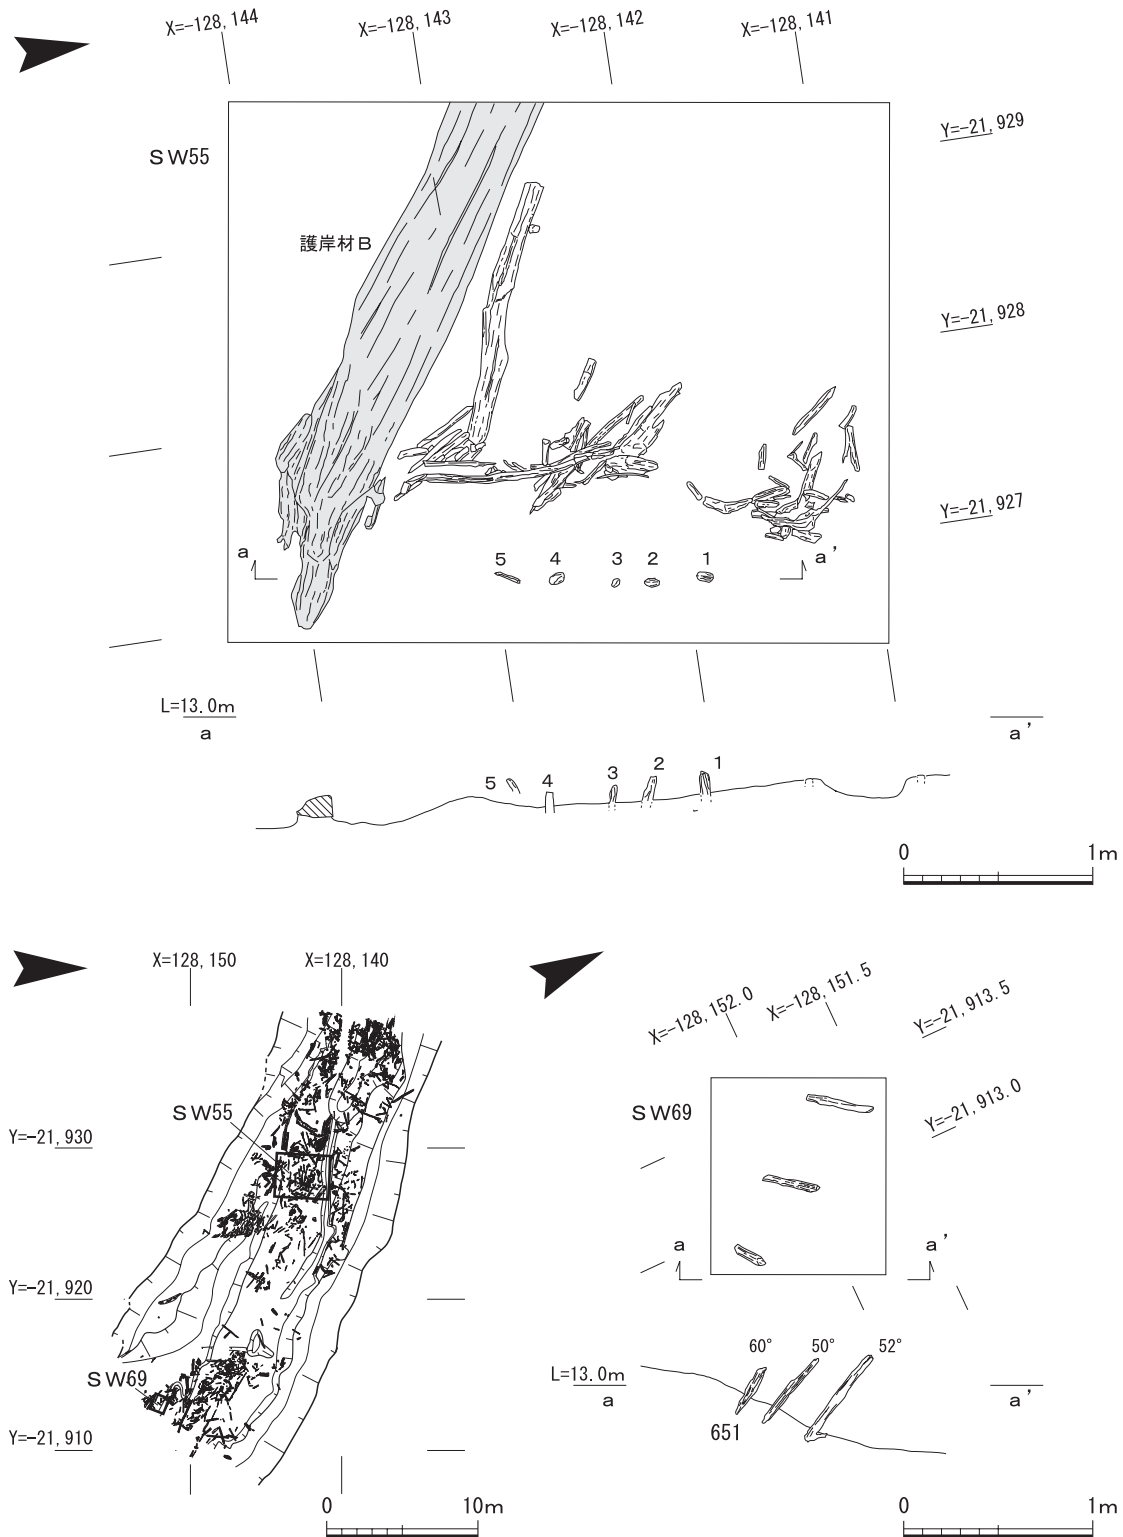 X=-128,144
X=-128,143
X=-128,142
X=-128,141
Y=-21,929
ＳＷ55
護岸材Ｂ
Y=-21,928
Y=-21,927
a
a’
5
4
3
2
1
L=13.0m
a
a’
5
4
3
2
1
0
1m
X=128,150
X=128,140
ＳＷ55
Y=-21,930
Y=-21,920
ＳＷ69
Y=-21,910
0
10m
X=-128,152.0
X=-128,151.5
Y=-21,913.5
Y=-21,913.0
ＳＷ69
a
a’
60°
50°
52°
L=13.0m
a
a’
651
0
1m